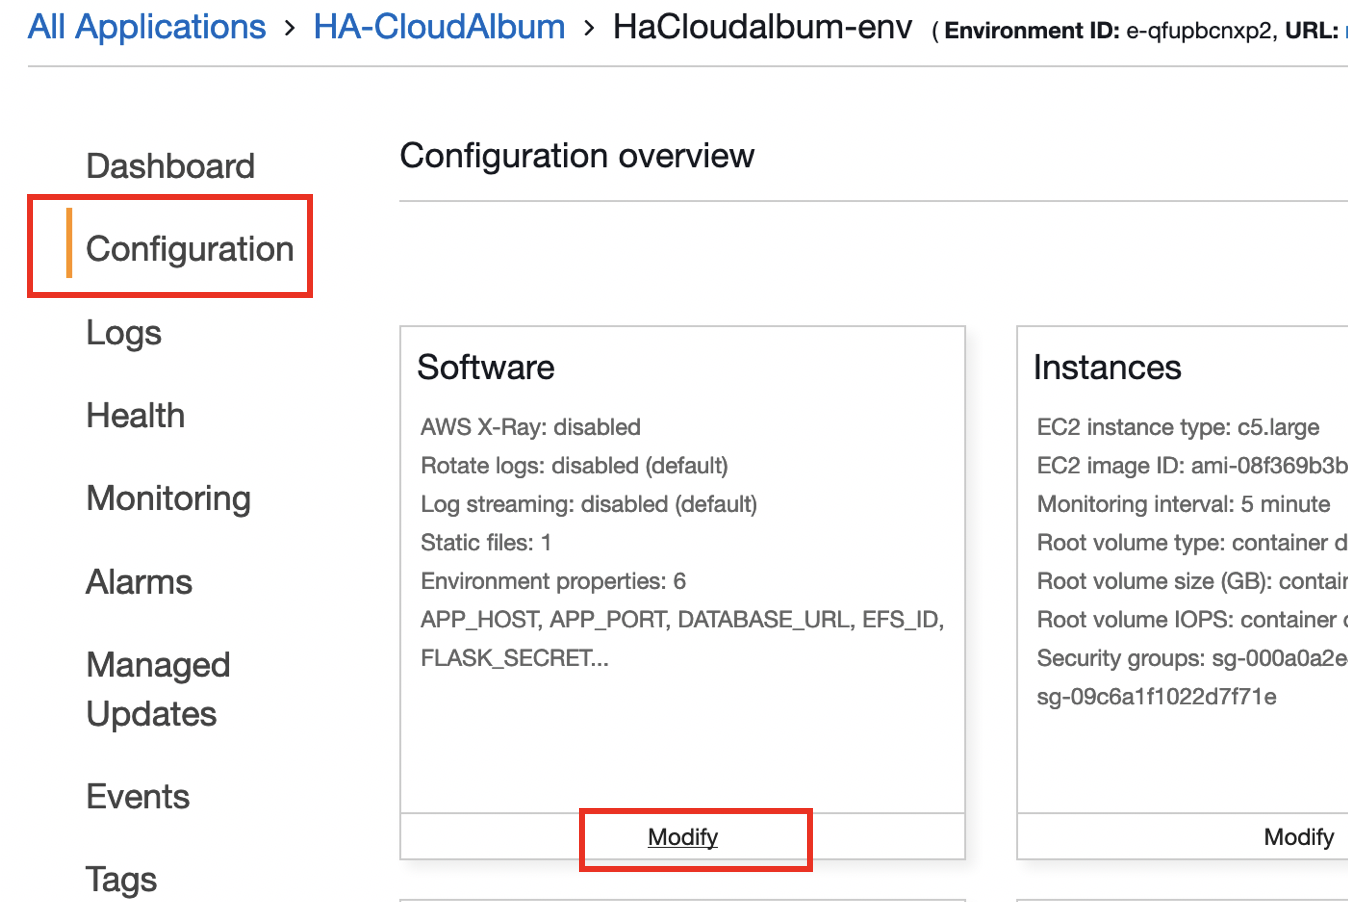 All Applications › HA-CloudAlbum › HaCloudalbum-env ( Environment ID: e-qfupbcnxp2, URL:
Dashboard
Configuration
Logs
Health
Monitoring
Alarms
Managed
Updates
Events
Tags
Configuration overview
Software
AWS X-Ray: disabled
Rotate logs: disabled (default)
Log streaming: disabled (default)
Static files: 1
Environment properties: 6
APP_HOST, APP_PORT, DATABASE_URL, EFS_ID,
FLASK_SECRET...
Modify
Instances
EC2 instance type: c5.large
EC2 image ID: ami-08f369b3b
Monitoring interval: 5 minute
Root volume type: container
Root volume size (GB):
Root volume IOPS: container
Security groups: sg-000a0a2e
sg-09c6a1f1022d7f71e
Modify